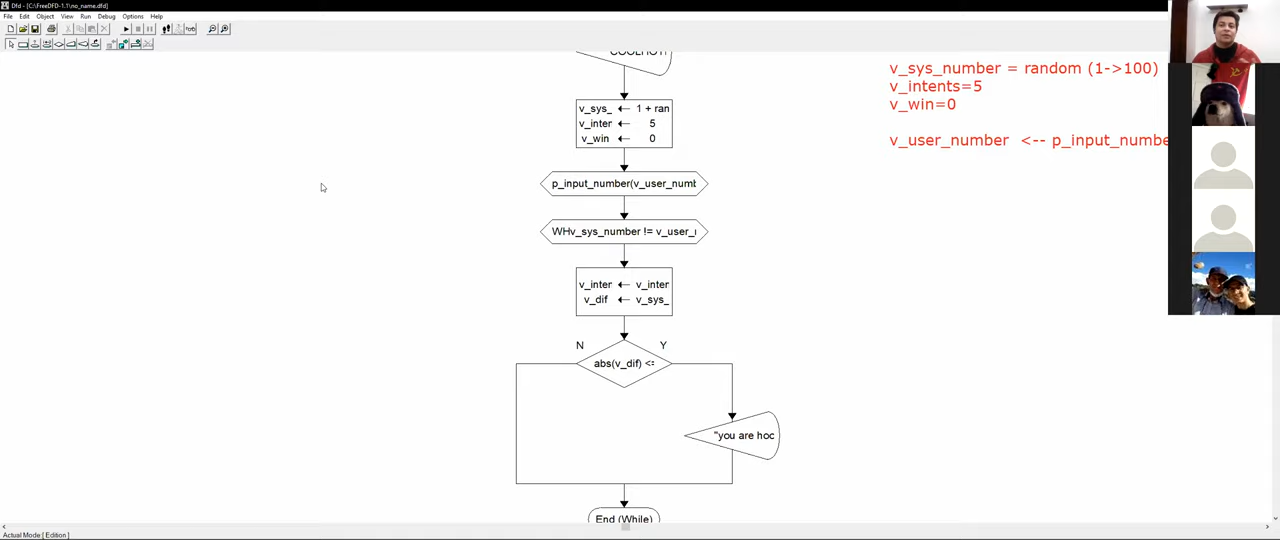 Dfd - [C:\FreeDFD-1.1\no_name.dfd]
File Edit Object View Run Debug Options Help
v_sys_number = random (1->100)
v_intents=5
v_win=0
v_user_number <-- p_input_numbe
v_sys_ 1 + ran
v_inter 5
v_win 0
p_input_number(v_user_numb
WHv_sys_number != v_user_r
v_inter v_inter
v_dif v_sys_
N Y
abs(v_dif) <=
"you are hoc
End (While)
Actual Mode [ Edition ]